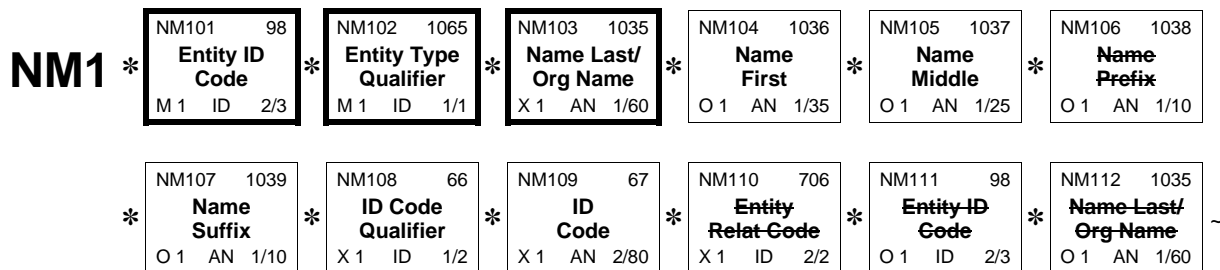 NM101 98 NM102 1065 NM103 1035 NM104 1036 NM105 1037 NM106 1038
NM1 * Entity ID * Entity Type * Name Last/ * Name * Name * Name
Code Qualifier Org Name First Middle Prefix
M 1 ID 2/3 M 1 ID 1/1 X 1 AN 1/60 O 1 AN 1/35 O 1 AN 1/25 O 1 AN 1/10
NM107 1039 NM108 66 NM109 67 NM110 706 NM111 98 NM112 1035
* Name * ID Code * ID * Entity * Entity ID * Name Last/ ~
Suffix Qualifier Code Relat Code Code Org Name
O 1 AN 1/10 X 1 ID 1/2 X 1 AN 2/80 X 1 ID 2/2 O 1 ID 2/3 O 1 AN 1/60